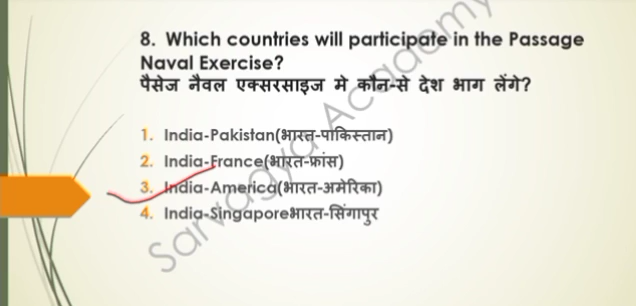 8. Which countries will participate in the Passage
Naval Exercise?
पैसेज नैवल एक्सरसाइज मे कौन-से देश भाग लेंगे?
1. India-Pakistan(भारत-पाकिस्तान)
2. India-France(भारत-फ्रांस)
3. India-America(भारत-अमेरिका)
4. India-Singaporeभारत-सिंगापुर
Sarvagya Academy